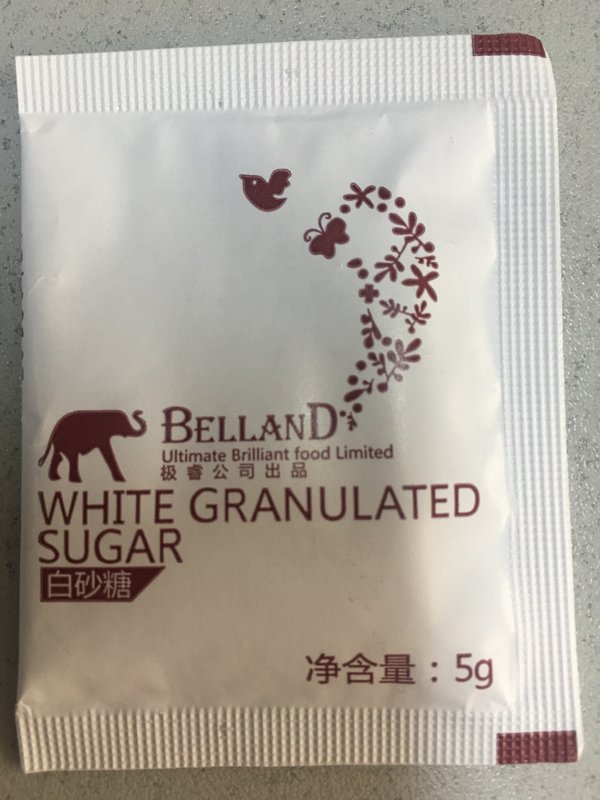 BELLAND
Ultimate Brilliant food Limited
极睿公司出品
WHITE GRANULATED
SUGAR
白砂糖
净含量：5g